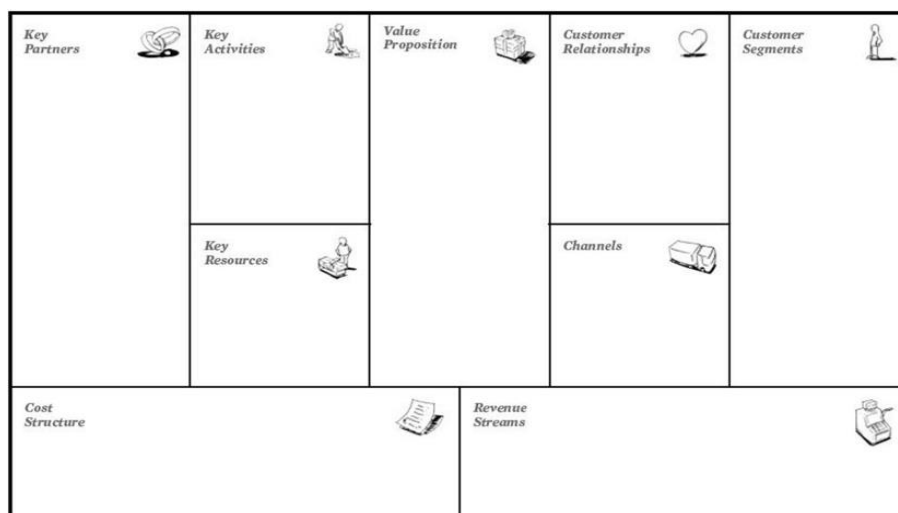 Key
Partners
Key
Activities
Value
Proposition
Customer
Relationships
Customer
Segments
Key
Resources
Channels
Cost
Structure
Revenue
Streams